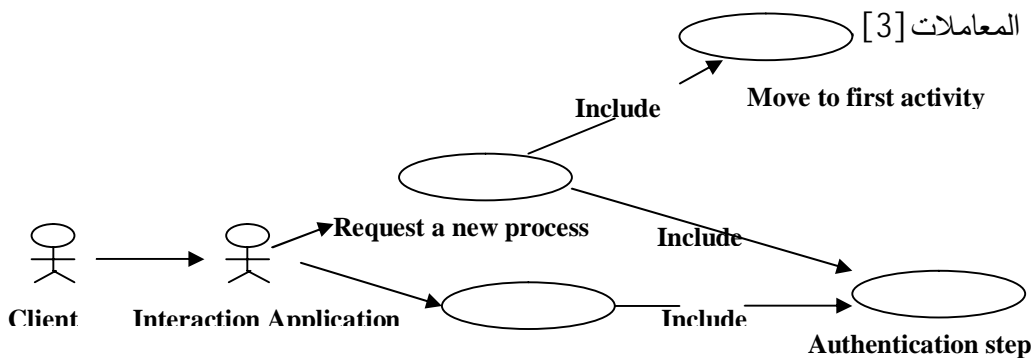 المعاملات [3]
Move to first activity
Include
Request a new process
Include
Client
Interaction Application
Include
Authentication step